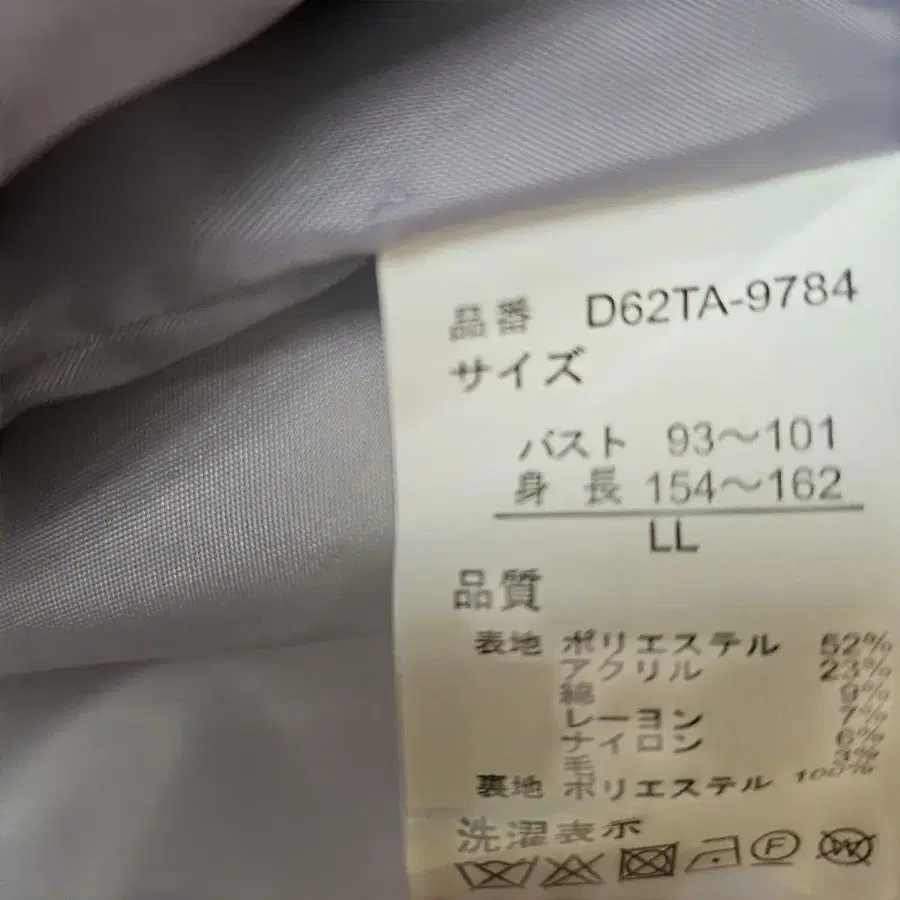 品番 D62TA-9784
サイズ
バスト 93〜101
身長 154〜162
LL
品質
表地 ポリエステル 52%
アクリル 23%
綿 9%
レーヨン 7%
ナイロン 6%
毛 3%
裏地 ポリエステル 100%
洗濯表示
F W